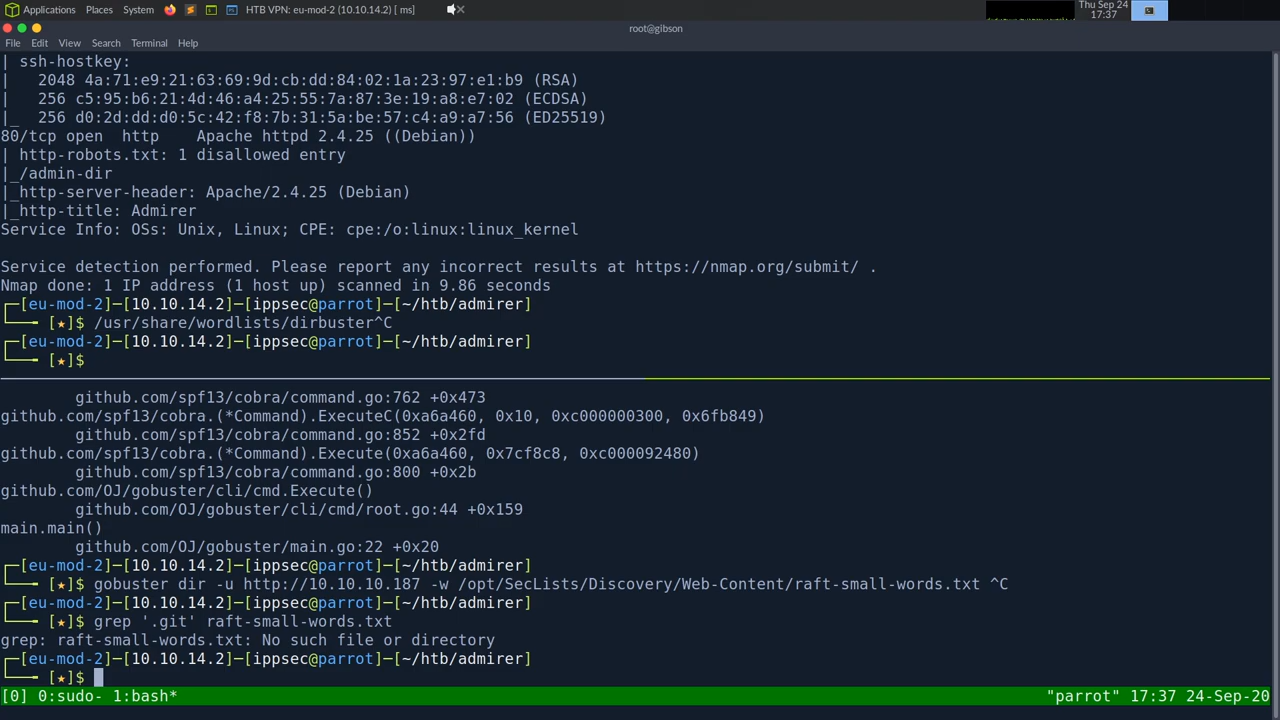 Applications Places System HTB VPN: eu-mod-2 (10.10.14.2) [ ms] Thu Sep 24
17:37
root@gibson
File Edit View Search Terminal Help
| ssh-hostkey:
|   2048 4a:71:e9:21:63:69:9d:cb:dd:84:02:1a:23:97:e1:b9 (RSA)
|   256 c5:95:b6:21:4d:46:a4:25:55:7a:87:3e:19:a8:e7:02 (ECDSA)
|_  256 d0:2d:dd:d0:5c:42:f8:7b:31:5a:be:57:c4:a9:a7:56 (ED25519)
80/tcp open  http    Apache httpd 2.4.25 ((Debian))
| http-robots.txt: 1 disallowed entry
|_/admin-dir
|_http-server-header: Apache/2.4.25 (Debian)
|_http-title: Admirer
Service Info: OSs: Unix, Linux; CPE: cpe:/o:linux:linux_kernel
Service detection performed. Please report any incorrect results at https://nmap.org/submit/ .
Nmap done: 1 IP address (1 host up) scanned in 9.86 seconds
┌─[eu-mod-2]─[10.10.14.2]─[ippsec@parrot]─[~/htb/admirer]
└──╼ [★]$ /usr/share/wordlists/dirbuster^C
┌─[eu-mod-2]─[10.10.14.2]─[ippsec@parrot]─[~/htb/admirer]
└──╼ [★]$
        github.com/spf13/cobra/command.go:762 +0x473
github.com/spf13/cobra.(*Command).ExecuteC(0xa6a460, 0x10, 0xc000000300, 0x6fb849)
        github.com/spf13/cobra/command.go:852 +0x2fd
github.com/spf13/cobra.(*Command).Execute(0xa6a460, 0x7cf8c8, 0xc000092480)
        github.com/spf13/cobra/command.go:800 +0x2b
github.com/OJ/gobuster/cli/cmd.Execute()
        github.com/OJ/gobuster/cli/cmd/root.go:44 +0x159
main.main()
        github.com/OJ/gobuster/main.go:22 +0x20
┌─[eu-mod-2]─[10.10.14.2]─[ippsec@parrot]─[~/htb/admirer]
└──╼ [★]$ gobuster dir -u http://10.10.10.187 -w /opt/SecLists/Discovery/Web-Content/raft-small-words.txt ^C
┌─[eu-mod-2]─[10.10.14.2]─[ippsec@parrot]─[~/htb/admirer]
└──╼ [★]$ grep '.git' raft-small-words.txt
grep: raft-small-words.txt: No such file or directory
┌─[eu-mod-2]─[10.10.14.2]─[ippsec@parrot]─[~/htb/admirer]
└──╼ [★]$
[0] 0:sudo- 1:bash* "parrot" 17:37 24-Sep-20